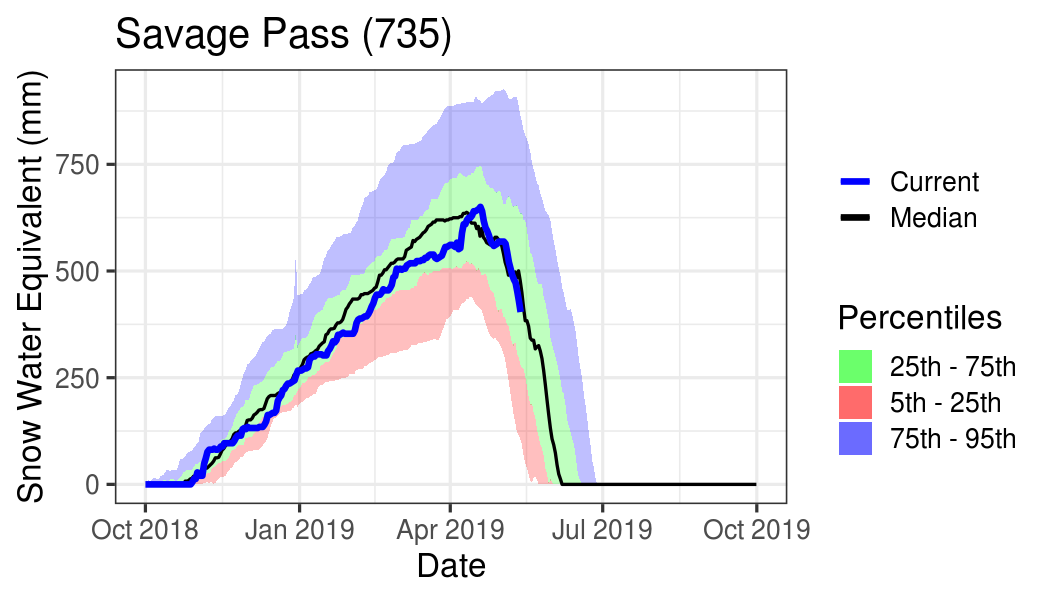 Savage Pass (735)
Snow Water Equivalent (mm)
750
500
250
0
Oct 2018
Jan 2019
Apr 2019
Jul 2019
Oct 2019
Date
Current
Median
Percentiles
25th - 75th
5th - 25th
75th - 95th